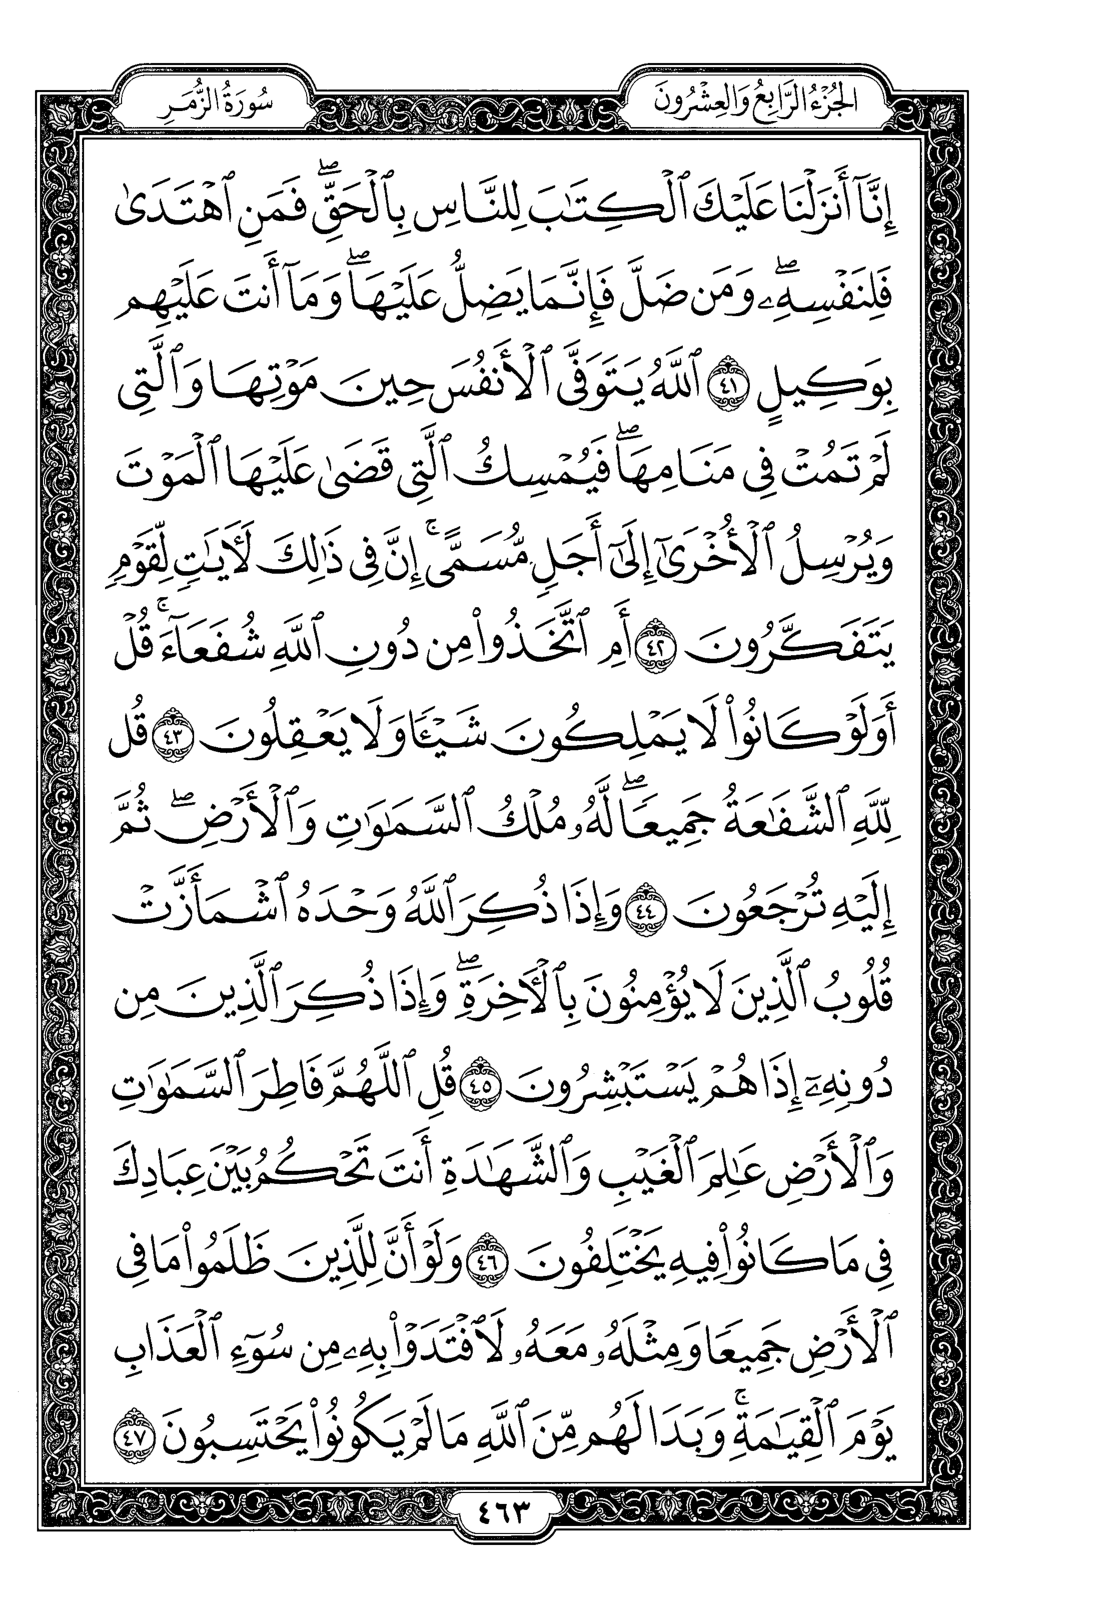 الجُزْءُ الرَّابِعُ وَالعِشْرُونَ
سُورَةُ الزُّمَرِ
إِنَّآ أَنزَلْنَا عَلَيْكَ ٱلْكِتَٰبَ لِلنَّاسِ بِٱلْحَقِّۖ فَمَنِ ٱهْتَدَىٰ
فَلِنَفْسِهِۦۖ وَمَن ضَلَّ فَإِنَّمَا يَضِلُّ عَلَيْهَاۖ وَمَآ أَنتَ عَلَيْهِم
بِوَكِيلٍ ٤١ ٱللَّهُ يَتَوَفَّى ٱلْأَنفُسَ حِينَ مَوْتِهَا وَٱلَّتِى
لَمْ تَمُتْ فِى مَنَامِهَاۖ فَيُمْسِكُ ٱلَّتِى قَضَىٰ عَلَيْهَا ٱلْمَوْتَ
وَيُرْسِلُ ٱلْأُخْرَىٰٓ إِلَىٰٓ أَجَلٍ مُّسَمًّىۚ إِنَّ فِى ذَٰلِكَ لَأٓيَٰتٍ لِّقَوْمٍ
يَتَفَكَّرُونَ ٤٢ أَمِ ٱتَّخَذُوا۟ مِن دُونِ ٱللَّهِ شُفَعَآءَۚ قُلْ
أَوَلَوْ كَانُوا۟ لَا يَمْلِكُونَ شَيْـًٔا وَلَا يَعْقِلُونَ ٤٣ قُل
لِّلَّهِ ٱلشَّفَٰعَةُ جَمِيعًاۖ لَّهُۥ مُلْكُ ٱلسَّمَٰوَٰتِ وَٱلْأَرْضِۖ ثُمَّ
إِلَيْهِ تُرْجَعُونَ ٤٤ وَإِذَا ذُكِرَ ٱللَّهُ وَحْدَهُ ٱشْمَأَزَّتْ
قُلُوبُ ٱلَّذِينَ لَا يُؤْمِنُونَ بِٱلْأٓخِرَةِۖ وَإِذَا ذُكِرَ ٱلَّذِينَ مِن
دُونِهِۦٓ إِذَا هُمْ يَسْتَبْشِرُونَ ٤٥ قُلِ ٱللَّهُمَّ فَاطِرَ ٱلسَّمَٰوَٰتِ
وَٱلْأَرْضِ عَٰلِمَ ٱلْغَيْبِ وَٱلشَّهَٰدَةِ أَنتَ تَحْكُمُ بَيْنَ عِبَادِكَ
فِى مَا كَانُوا۟ فِيهِ يَخْتَلِفُونَ ٤٦ وَلَوْ أَنَّ لِلَّذِينَ ظَلَمُوا۟ مَا فِى
ٱلْأَرْضِ جَمِيعًا وَمِثْلَهُۥ مَعَهُۥ لَٱفْتَدَوْا۟ بِهِۦ مِن سُوٓءِ ٱلْعَذَابِ
يَوْمَ ٱلْقِيَٰمَةِۚ وَبَدَا لَهُم مِّنَ ٱللَّهِ مَا لَمْ يَكُونُوا۟ يَحْتَسِبُونَ ٤٧
٤٦٣